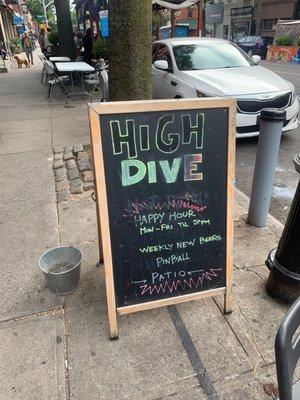 HIGH
DIVE
HAPPY HOUR
MON-FRI TIL 7PM
WEEKLY NEW BEERS
PINBALL
PATIO